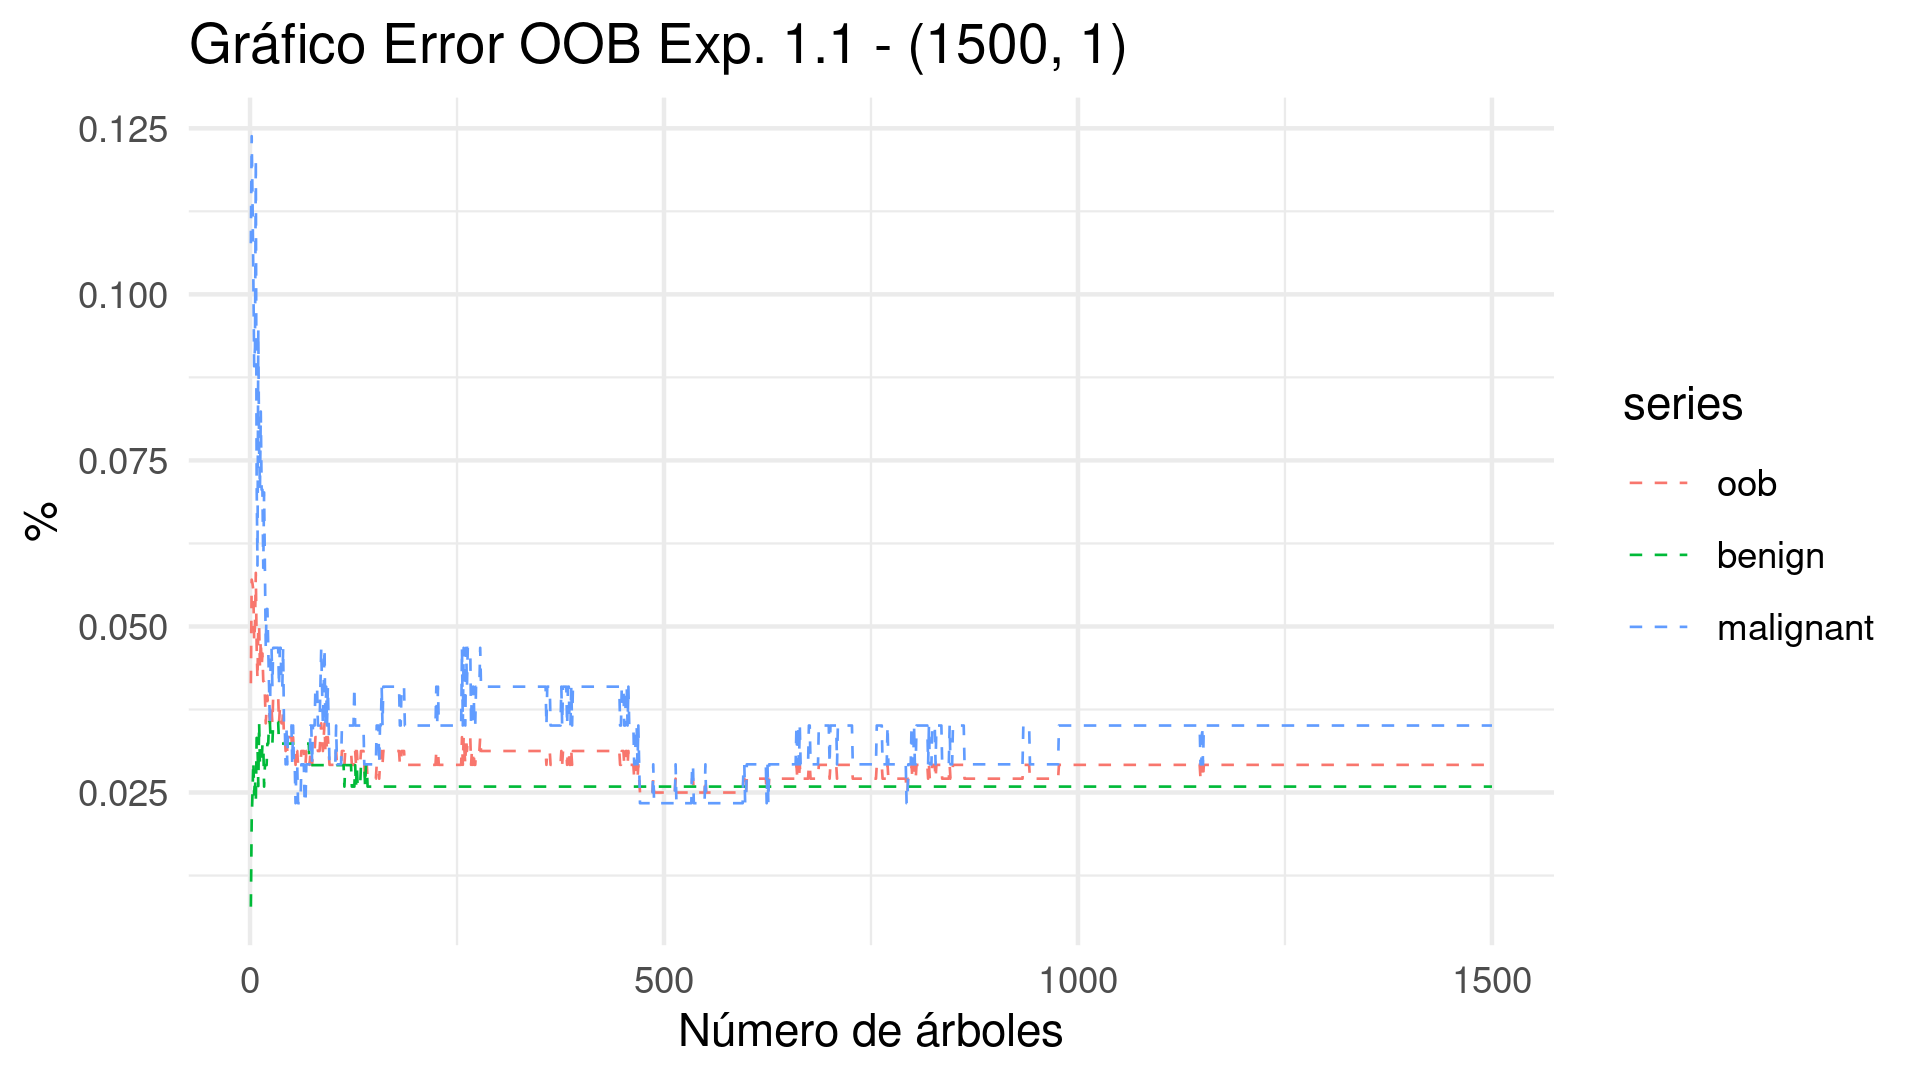 Gráfico Error OOB Exp. 1.1 - (1500, 1)
0.125
0.100
0.075
0.050
0.025
%
0 500 1000 1500
Número de árboles
series
oob
benign
malignant